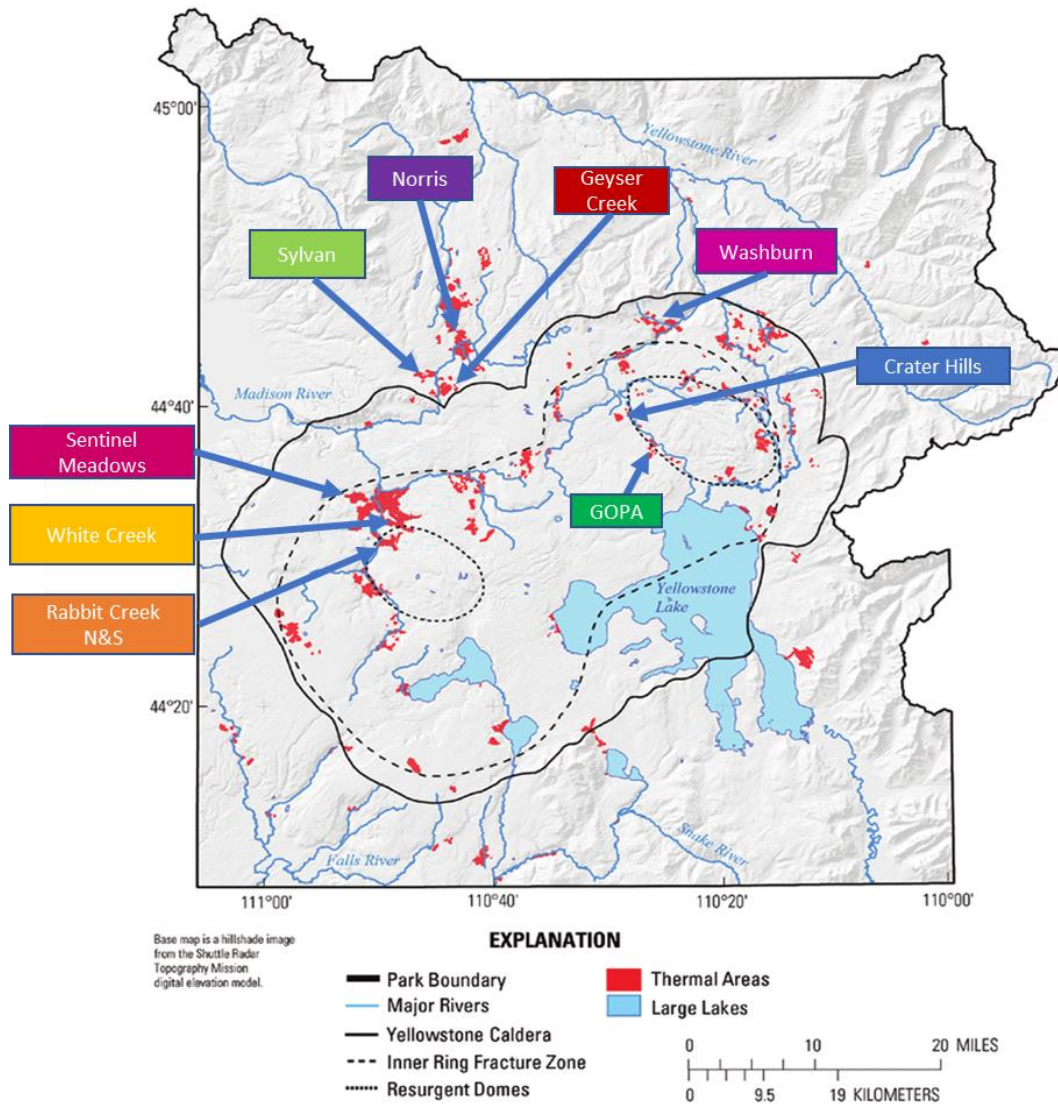 45°00'
Yellowstone River
Norris
Geyser
Creek
Sylvan
Washburn
Crater Hills
Madison River
44°40'
Sentinel
Meadows
GOPA
White Creek
Yellowstone
Lake
Rabbit Creek
N&S
44°20'
Falls River
Snake River
111°00'
110°40'
110°20'
110°00'
Base map is a hillshade image
from the Shuttle Radar
Topography Mission
digital elevation model.
EXPLANATION
Park Boundary
Major Rivers
Yellowstone Caldera
Inner Ring Fracture Zone
Resurgent Domes
Thermal Areas
Large Lakes
0 10 20 MILES
0 9.5 19 KILOMETERS